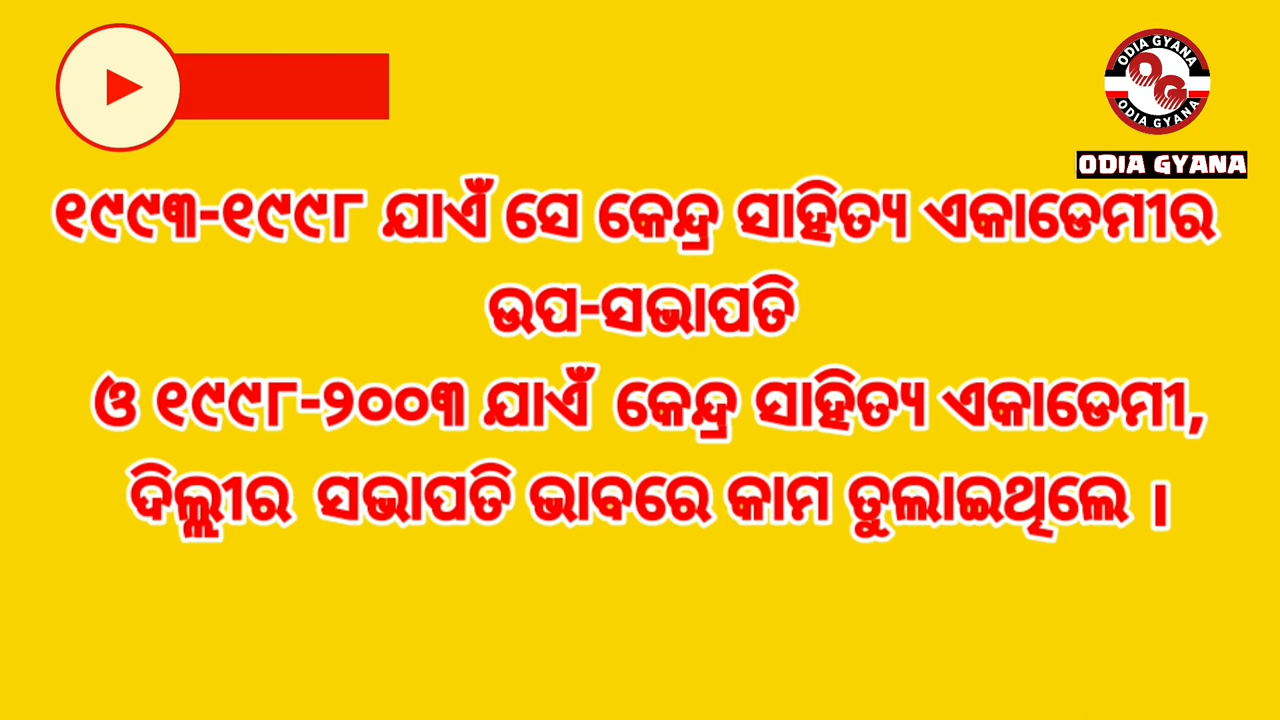 ODIA GYANA
OG
ODIA GYANA
ODIA GYANA
୧୯୯୩-୧୯୯୮ ଯାଏଁ ସେ କେନ୍ଦ୍ର ସାହିତ୍ୟ ଏକାଡେମୀର
ଉପ-ସଭାପତି
ଓ ୧୯୯୮-୨୦୦୩ ଯାଏଁ କେନ୍ଦ୍ର ସାହିତ୍ୟ ଏକାଡେମୀ,
ଦିଲ୍ଲୀର ସଭାପତି ଭାବରେ କାମ ତୁଲାଇଥିଲେ ।